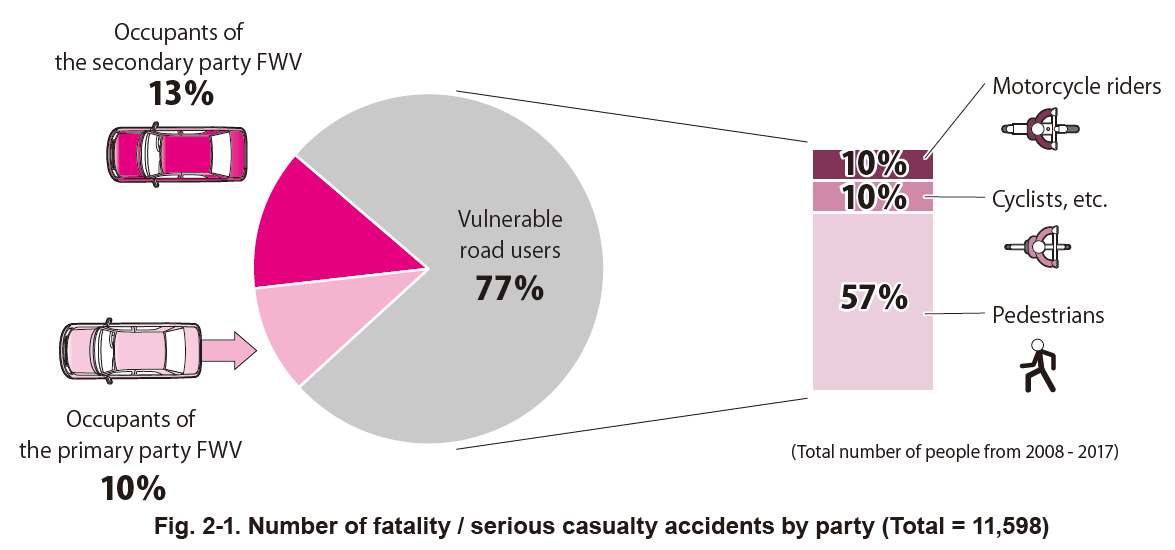 Occupants of
the secondary party FWV
13%
Vulnerable
road users
77%
Occupants of
the primary party FWV
10%
10%
10%
57%
Motorcycle riders
Cyclists, etc.
Pedestrians
(Total number of people from 2008 - 2017)
Fig. 2-1. Number of fatality / serious casualty accidents by party (Total = 11,598)